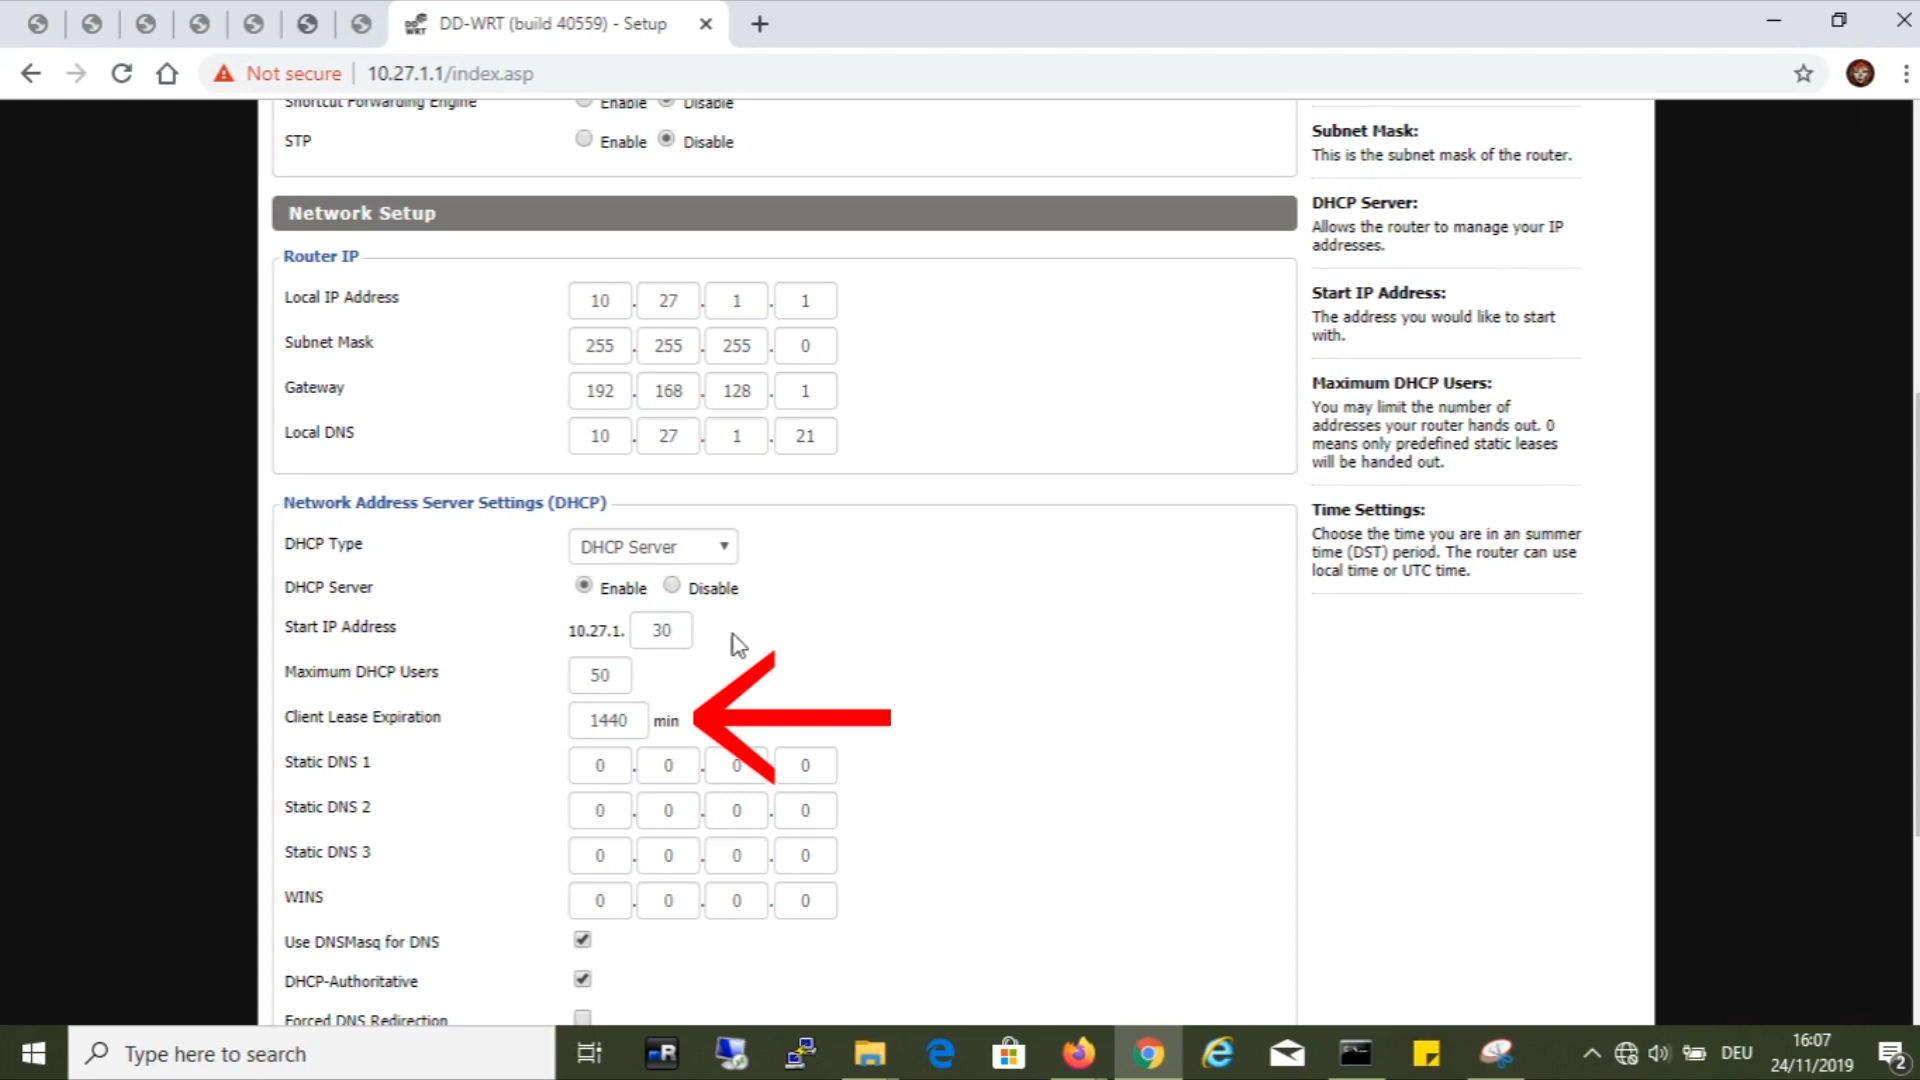 DD-WRT (build 40559) - Setup
Not secure | 10.27.1.1/index.asp
Shortcut Forwarding Engine Enable Disable
STP Enable Disable
Network Setup
Router IP
Local IP Address 10 . 27 . 1 . 1
Subnet Mask 255 . 255 . 255 . 0
Gateway 192 . 168 . 128 . 1
Local DNS 10 . 27 . 1 . 21
Network Address Server Settings (DHCP)
DHCP Type DHCP Server
DHCP Server Enable Disable
Start IP Address 10.27.1. 30
Maximum DHCP Users 50
Client Lease Expiration 1440 min
Static DNS 1 0 . 0 . 0 . 0
Static DNS 2 0 . 0 . 0 . 0
Static DNS 3 0 . 0 . 0 . 0
WINS 0 . 0 . 0 . 0
Use DNSMasq for DNS
DHCP-Authoritative
Forced DNS Redirection
Subnet Mask:
This is the subnet mask of the router.
DHCP Server:
Allows the router to manage your IP
addresses.
Start IP Address:
The address you would like to start
with.
Maximum DHCP Users:
You may limit the number of
addresses your router hands out. 0
means only predefined static leases
will be handed out.
Time Settings:
Choose the time you are in an summer
time (DST) period. The router can use
local time or UTC time.
Type here to search
DEU
16:07
24/11/2019
2